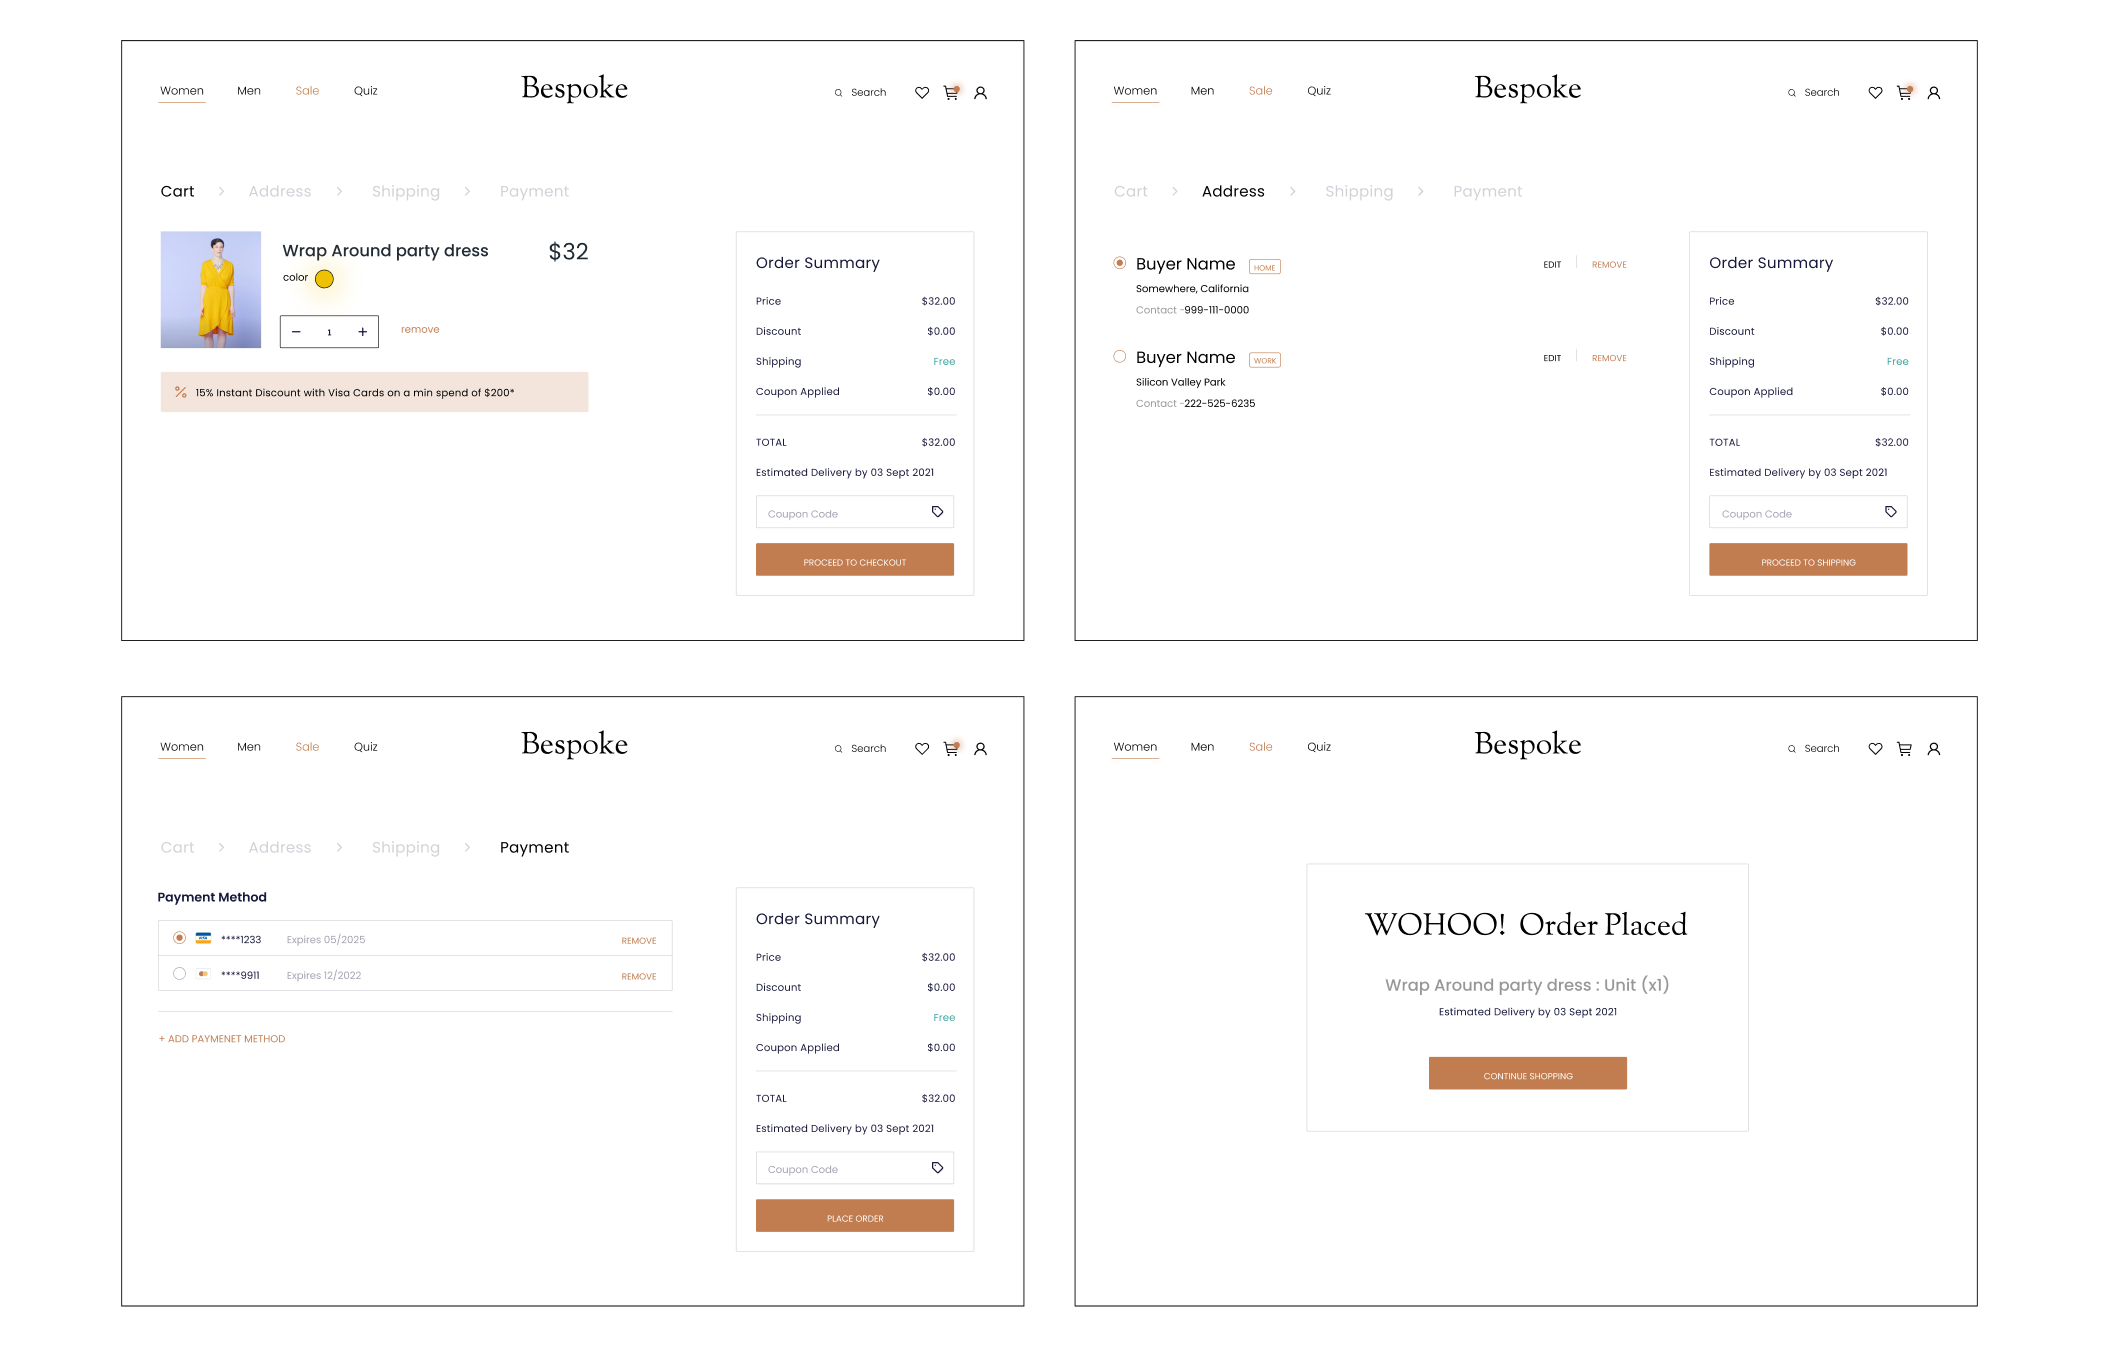 Women Men Sale Quiz Bespoke Search
Cart > Address > Shipping > Payment
Wrap Around party dress $32
color
− 1 + remove
% 15% Instant Discount with Visa Cards on a min spend of $200*
Order Summary
Price $32.00
Discount $0.00
Shipping Free
Coupon Applied $0.00
TOTAL $32.00
Estimated Delivery by 03 Sept 2021
Coupon Code
PROCEED TO CHECKOUT
Women Men Sale Quiz Bespoke Search
Cart > Address > Shipping > Payment
Buyer Name HOME EDIT REMOVE
Somewhere, California
Contact -999-111-0000
Buyer Name WORK EDIT REMOVE
Silicon Valley Park
Contact -222-525-6235
Order Summary
Price $32.00
Discount $0.00
Shipping Free
Coupon Applied $0.00
TOTAL $32.00
Estimated Delivery by 03 Sept 2021
Coupon Code
PROCEED TO SHIPPING
Women Men Sale Quiz Bespoke Search
Cart > Address > Shipping > Payment
Payment Method
VISA ****1233 Expires 05/2025 REMOVE
****9911 Expires 12/2022 REMOVE
+ ADD PAYMENET METHOD
Order Summary
Price $32.00
Discount $0.00
Shipping Free
Coupon Applied $0.00
TOTAL $32.00
Estimated Delivery by 03 Sept 2021
Coupon Code
PLACE ORDER
Women Men Sale Quiz Bespoke Search
WOHOO! Order Placed
Wrap Around party dress : Unit (x1)
Estimated Delivery by 03 Sept 2021
CONTINUE SHOPPING